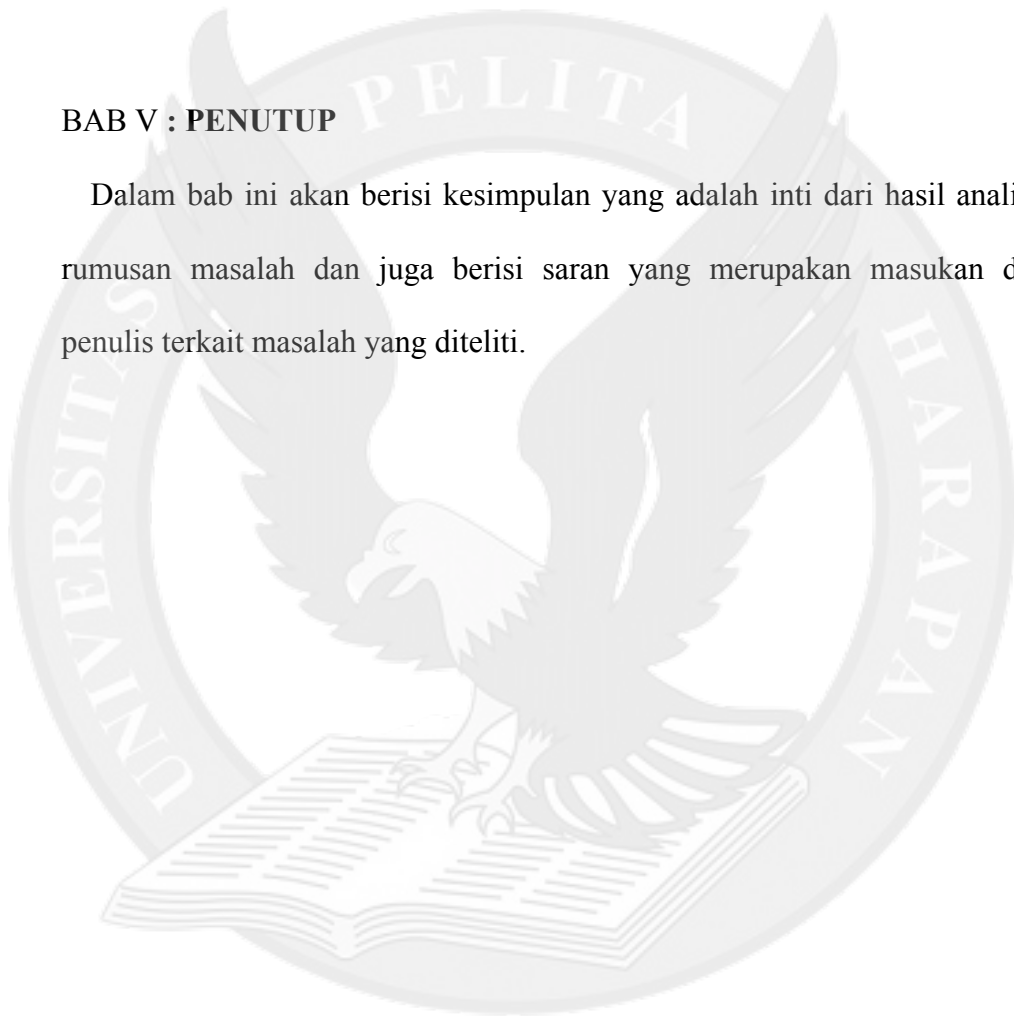 BAB V : PENUTUP
Dalam bab ini akan berisi kesimpulan yang adalah inti dari hasil anali
rumusan masalah dan juga berisi saran yang merupakan masukan d
penulis terkait masalah yang diteliti.
UNIVERSITAS PELITA HARAPAN